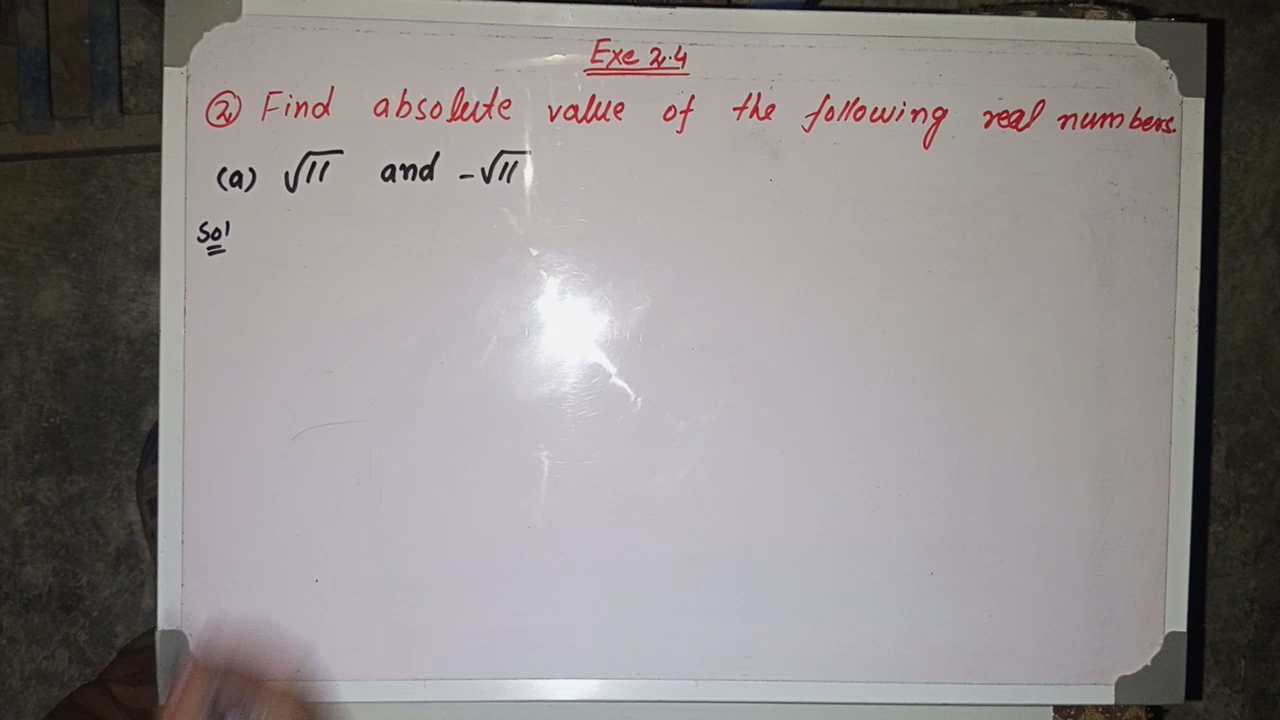 Exe 2.4
② Find absolute value of the following real numbers.
(a) √11 and -√11
Sol